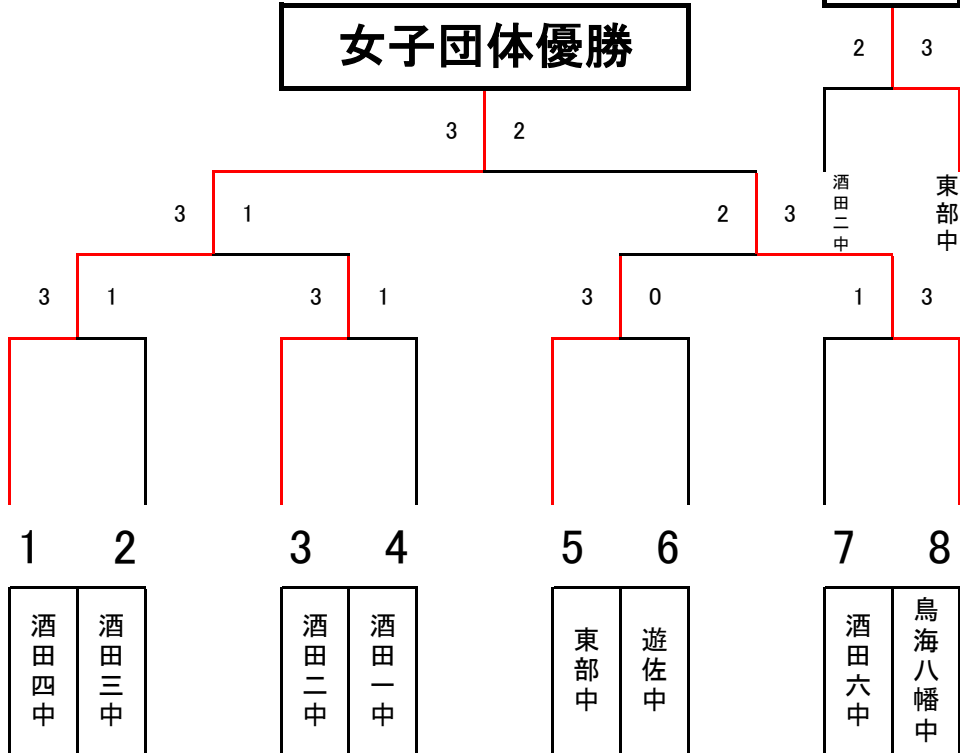 女子団体優勝
2 3
3 2
酒田二中
東部中
3 1
2 3
3 1
3 1
3 0
1 3
1 2 3 4 5 6 7 8
酒田四中
酒田三中
酒田二中
酒田一中
東部中
遊佐中
酒田六中
鳥海八幡中